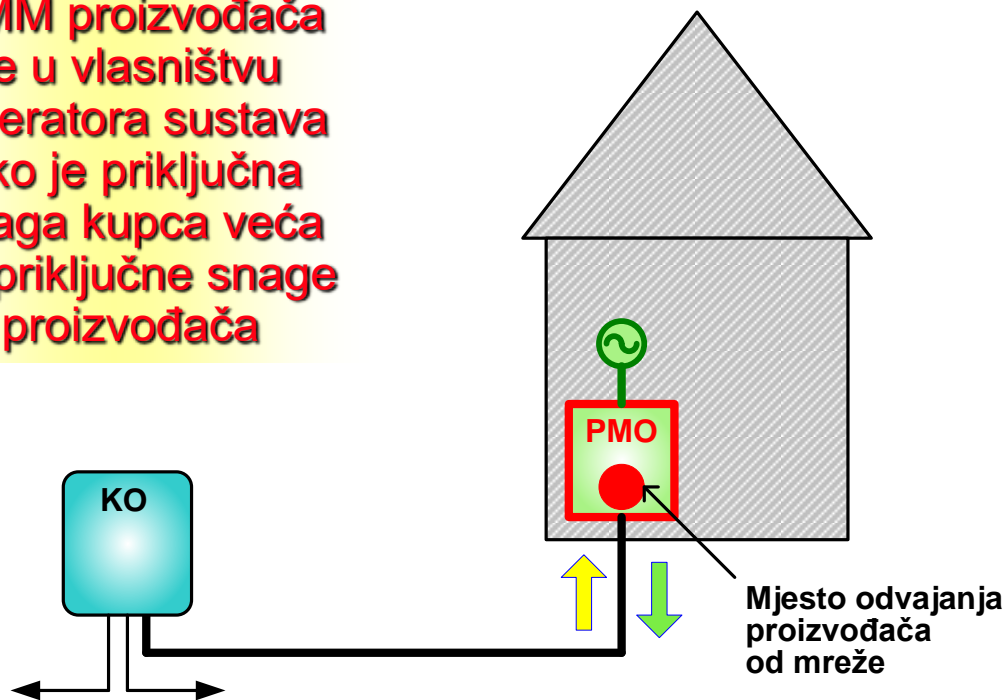 MM proizvođača
e u vlasništvu
eratora sustava
ko je priključna
aga kupca veća
priključne snage
proizvođača
PMO
KO
Mjesto odvajanja
proizvođača
od mreže